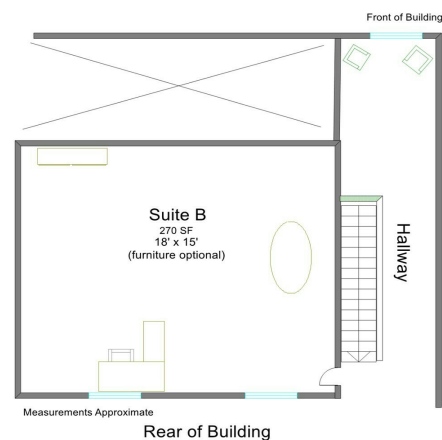 Front of Building
Suite B
270 SF
18' x 15'
(furniture optional)
Hallway
Measurements Approximate
Rear of Building